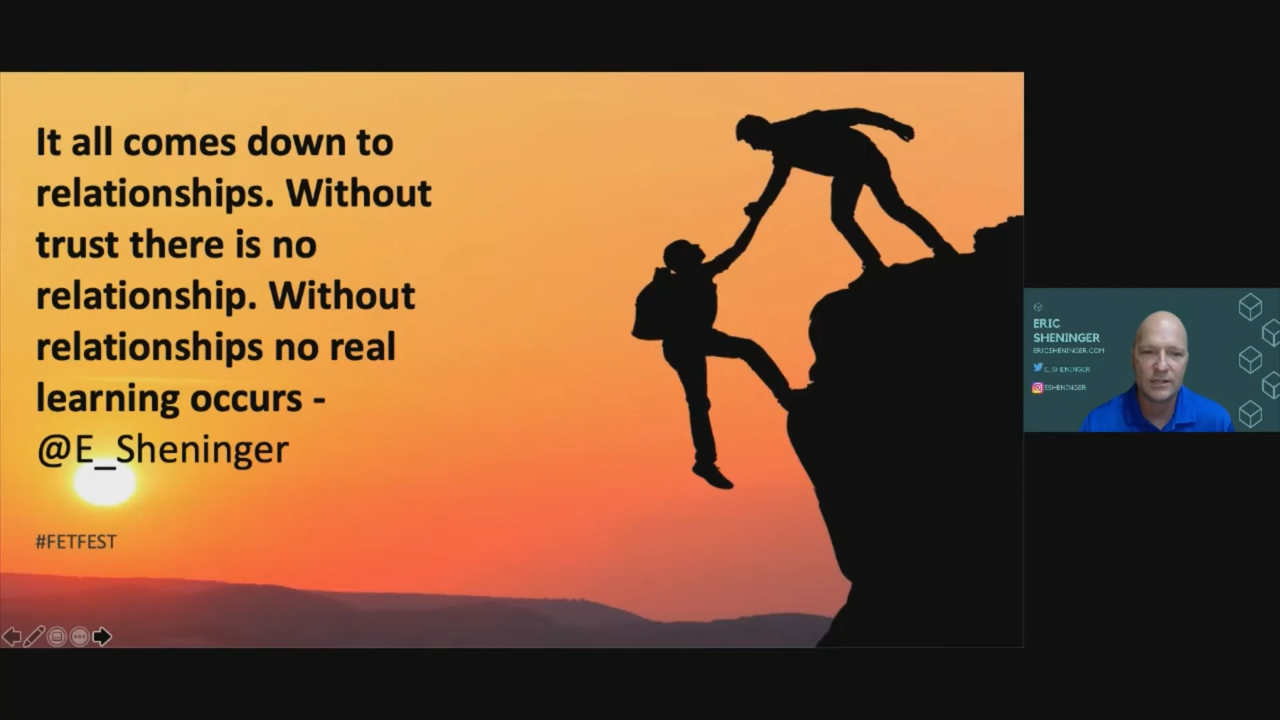 It all comes down to
relationships. Without
trust there is no
relationship. Without
relationships no real
learning occurs -
@E_Sheninger
#FETFEST
ERIC
SHENINGER
ERICSHENINGER.COM
E_SHENINGER
ESHENINGER